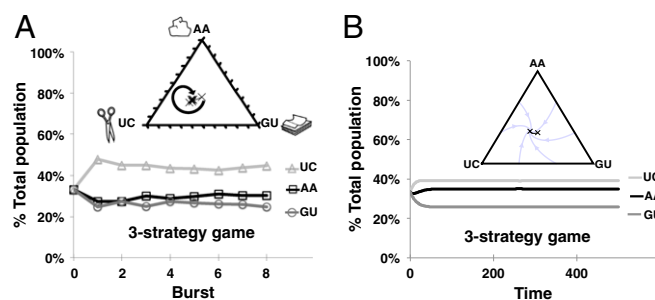 A
AA
100%
80%
60%
40%
20%
0%
% Total population
UC
GU
UC
AA
GU
3-strategy game
0
2
4
6
8
Burst
B
AA
100%
80%
60%
40%
20%
0%
% Total population
UC
GU
GU
3-strategy game
0
200
400
Time